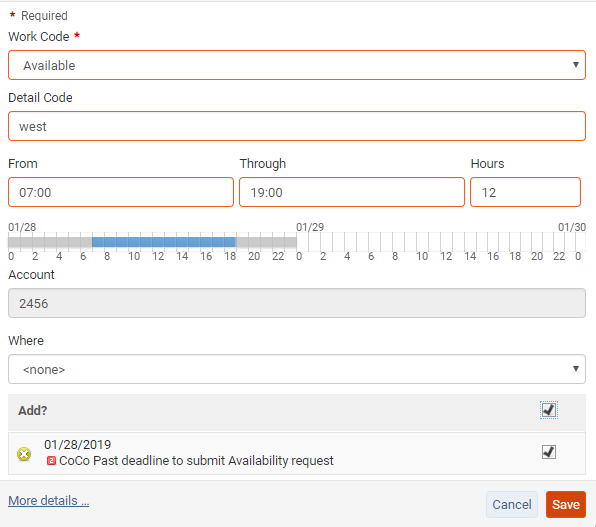 * Required
Work Code *
Available
Detail Code
west
From Through Hours
07:00 19:00 12
01/28 01/29 01/30
0 2 4 6 8 10 12 14 16 18 20 22 0 2 4 6 8 10 12 14 16 18 20 22 0
Account
2456
Where
<none>
Add?
01/28/2019
2 CoCo Past deadline to submit Availability request
More details ... Cancel Save